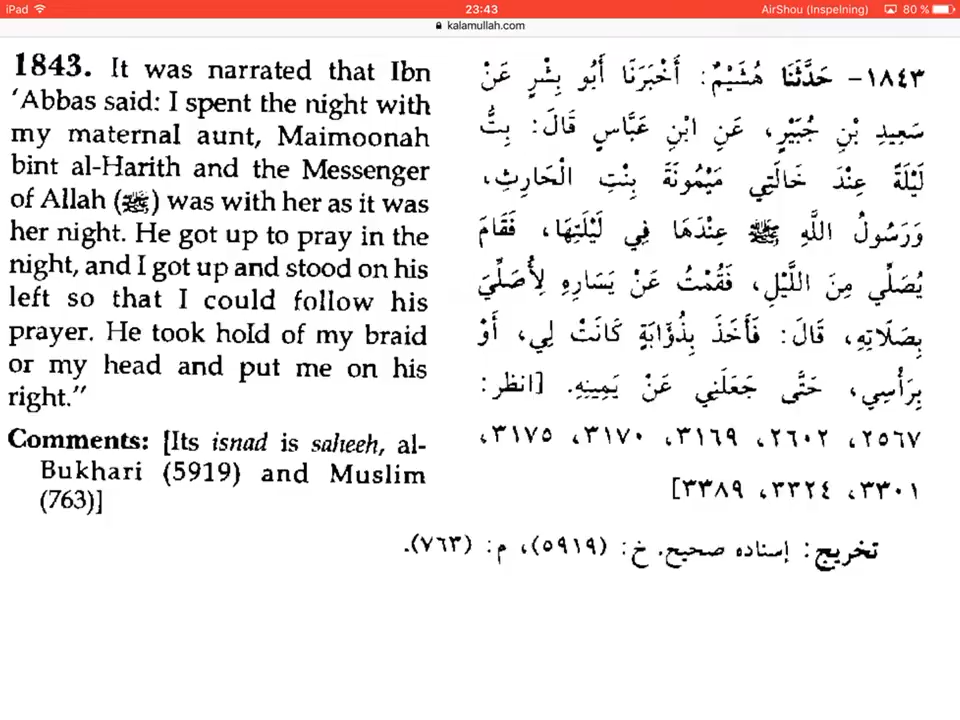 iPad 23:43 AirShou (Inspelning) 80 %
kalamullah.com
1843. It was narrated that Ibn
‘Abbas said: I spent the night with
my maternal aunt, Maimoonah
bint al-Harith and the Messenger
of Allah (ﷺ) was with her as it was
her night. He got up to pray in the
night, and I got up and stood on his
left so that I could follow his
prayer. He took hold of my braid
or my head and put me on his
right.”
Comments: [Its isnad is saheeh, al-
Bukhari (5919) and Muslim
(763)]
١٨٤٣- حَدَّثَنَا هُشَيْمٌ: أَخْبَرَنَا أَبُو بِشْرٍ عَنْ
سَعِيدِ بْنِ جُبَيْرٍ، عَنِ ابْنِ عَبَّاسٍ قَالَ: بِتُّ
لَيْلَةً عِنْدَ خَالَتِي مَيْمُونَةَ بِنْتِ الْحَارِثِ،
وَرَسُولُ اللَّهِ ﷺ عِنْدَهَا فِي لَيْلَتِهَا، فَقَامَ
يُصَلِّي مِنَ اللَّيْلِ، فَقُمْتُ عَنْ يَسَارِهِ لِأُصَلِّيَ
بِصَلَاتِهِ، قَالَ: فَأَخَذَ بِذُؤَابَةٍ كَانَتْ لِي، أَوْ
بِرَأْسِي، حَتَّى جَعَلَنِي عَنْ يَمِينِهِ. [انظر:
٢٥٦٧، ٢٦٠٢، ٣١٦٩، ٣١٧٠، ٣١٧٥،
٣٣٠١، ٣٣٢٤، ٣٣٨٩]
تخريج: إسناده صحيح. خ: (٥٩١٩)، م: (٧٦٣).